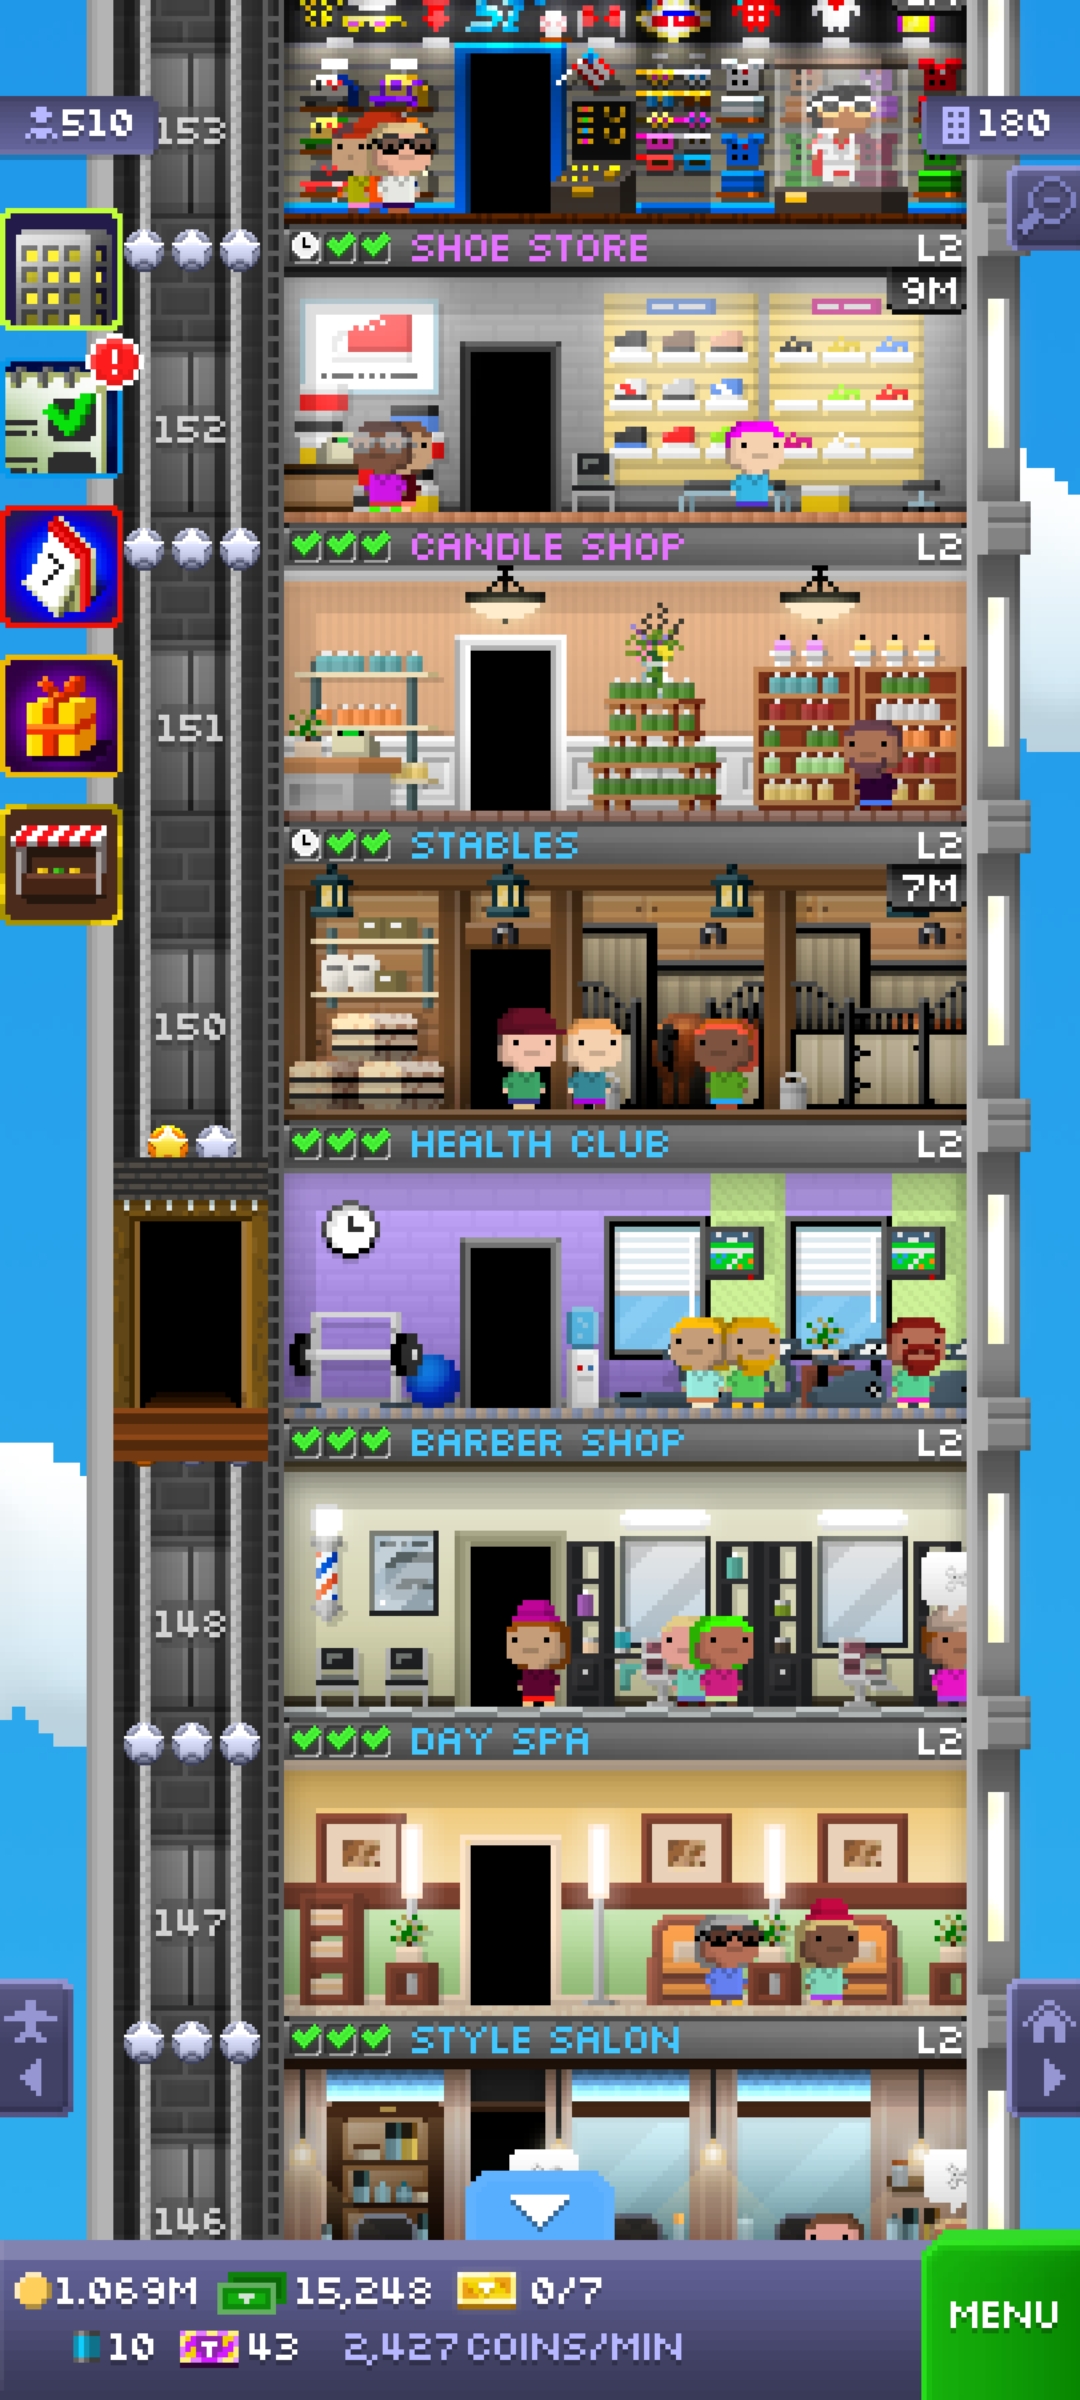 510
153
180
SHOE STORE L2
9M
152
CANDLE SHOP L2
151
STABLES L2
7M
150
HEALTH CLUB L2
BARBER SHOP L2
148
DAY SPA L2
147
STYLE SALON L2
146
1.069M 15,248 0/7
MENU
10 43 2,427 COINS/MIN